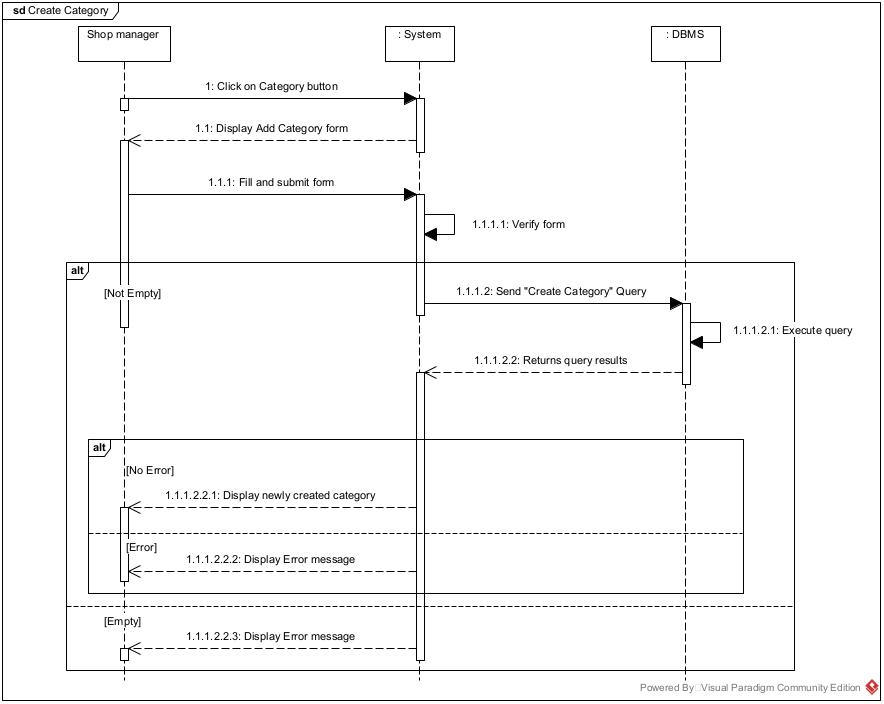 sd Create Category
Shop manager
: System
: DBMS
1: Click on Category button
1.1: Display Add Category form
1.1.1: Fill and submit form
1.1.1.1: Verify form
alt
[Not Empty]
1.1.1.2: Send "Create Category" Query
1.1.1.2.1: Execute query
1.1.1.2.2: Returns query results
alt
[No Error]
1.1.1.2.2.1: Display newly created category
[Error]
1.1.1.2.2.2: Display Error message
[Empty]
1.1.1.2.2.3: Display Error message
Powered By Visual Paradigm Community Edition